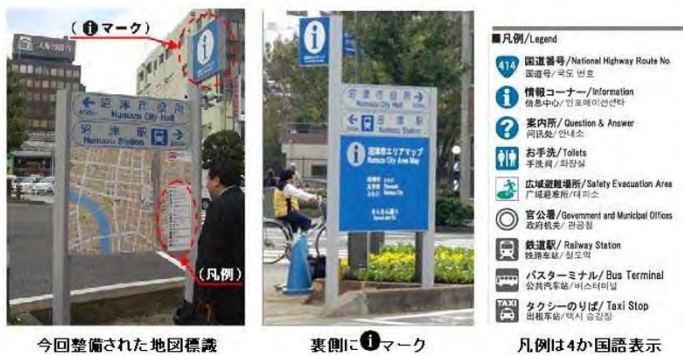 (iマーク)
← 沼津市役所
Numazu City Hall
沼津駅 →
Numazu Station
(凡例)
今回整備された地図標識
沼津市役所 →
Numazu City Hall
← 沼津駅
Numazu Station
沼津市エリアマップ
Numazu City Area Map
裏側にiマーク
■凡例/Legend
414 国道番号/National Highway Route No.
国道号/국도 번호
i 情報コーナー/Information
信息中心/인포메이션센타
? 案内所/Question & Answer
问讯处/안내소
お手洗/Toilets
手洗间/화장실
広域避難場所/Safety Evacuation Area
广域避难所/대피소
官公署/Government and Municipal Offices
政府机关/관공청
鉄道駅/Railway Station
铁路车站/철도역
バスターミナル/Bus Terminal
公共汽车站/버스터미널
TAXI タクシーのりば/Taxi Stop
出租车站/택시 승강장
凡例は4か国語表示